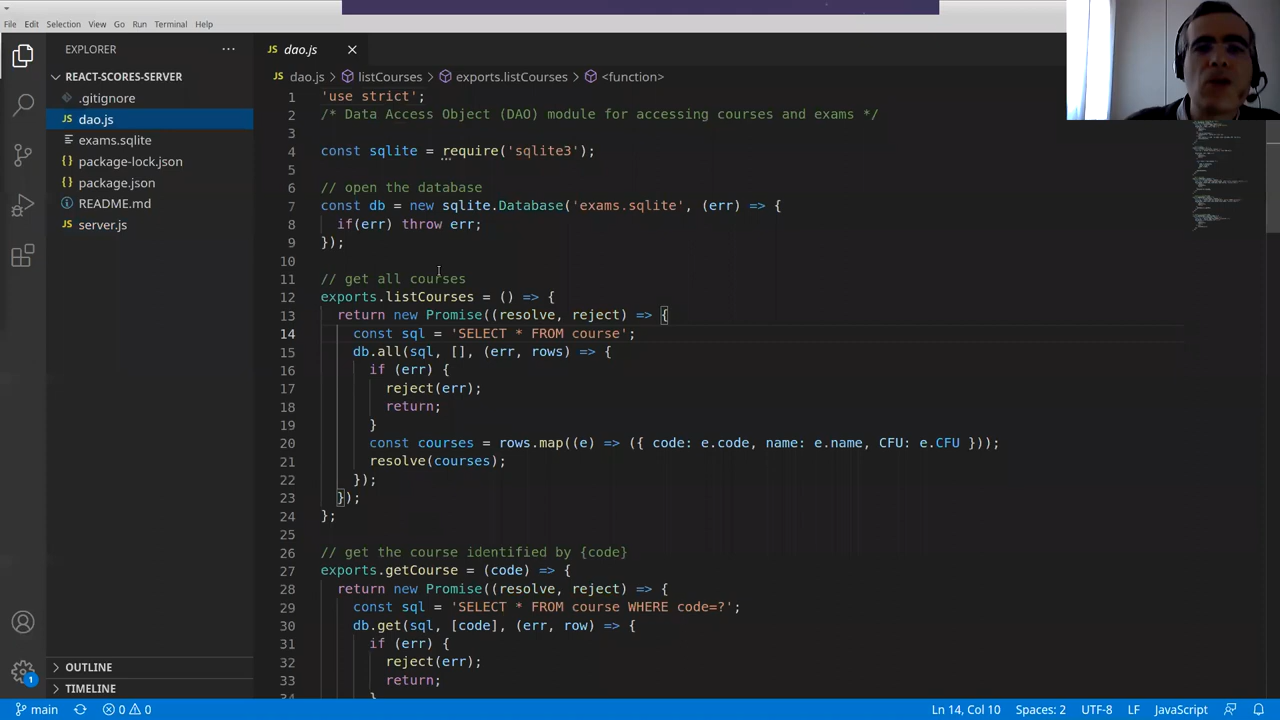 File Edit Selection View Go Run Terminal Help
EXPLORER
REACT-SCORES-SERVER
.gitignore
JS dao.js
exams.sqlite
package-lock.json
package.json
README.md
JS server.js
OUTLINE
TIMELINE
JS dao.js
JS dao.js > listCourses > exports.listCourses > <function>
1 'use strict';
2 /* Data Access Object (DAO) module for accessing courses and exams */
3
4 const sqlite = require('sqlite3');
5
6 // open the database
7 const db = new sqlite.Database('exams.sqlite', (err) => {
8 if(err) throw err;
9 });
10
11 // get all courses
12 exports.listCourses = () => {
13 return new Promise((resolve, reject) => {
14 const sql = 'SELECT * FROM course';
15 db.all(sql, [], (err, rows) => {
16 if (err) {
17 reject(err);
18 return;
19 }
20 const courses = rows.map((e) => ({ code: e.code, name: e.name, CFU: e.CFU }));
21 resolve(courses);
22 });
23 });
24 };
25
26 // get the course identified by {code}
27 exports.getCourse = (code) => {
28 return new Promise((resolve, reject) => {
29 const sql = 'SELECT * FROM course WHERE code=?';
30 db.get(sql, [code], (err, row) => {
31 if (err) {
32 reject(err);
33 return;
34 }
1
main 0 0 Ln 14, Col 10 Spaces: 2 UTF-8 LF JavaScript